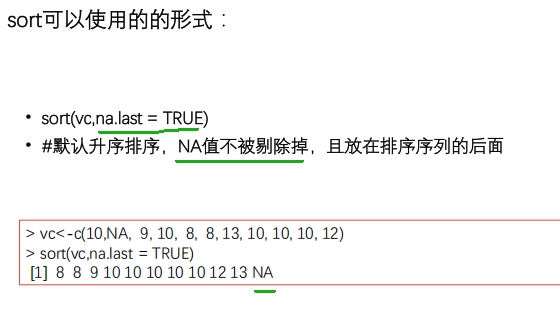 sort可以使用的的形式：
• sort(vc,na.last = TRUE)
• #默认升序排序，NA值不被剔除掉，且放在排序序列的后面
> vc<-c(10,NA, 9, 10, 8, 8, 13, 10, 10, 10, 12)
> sort(vc,na.last = TRUE)
[1] 8 8 9 10 10 10 10 10 12 13 NA